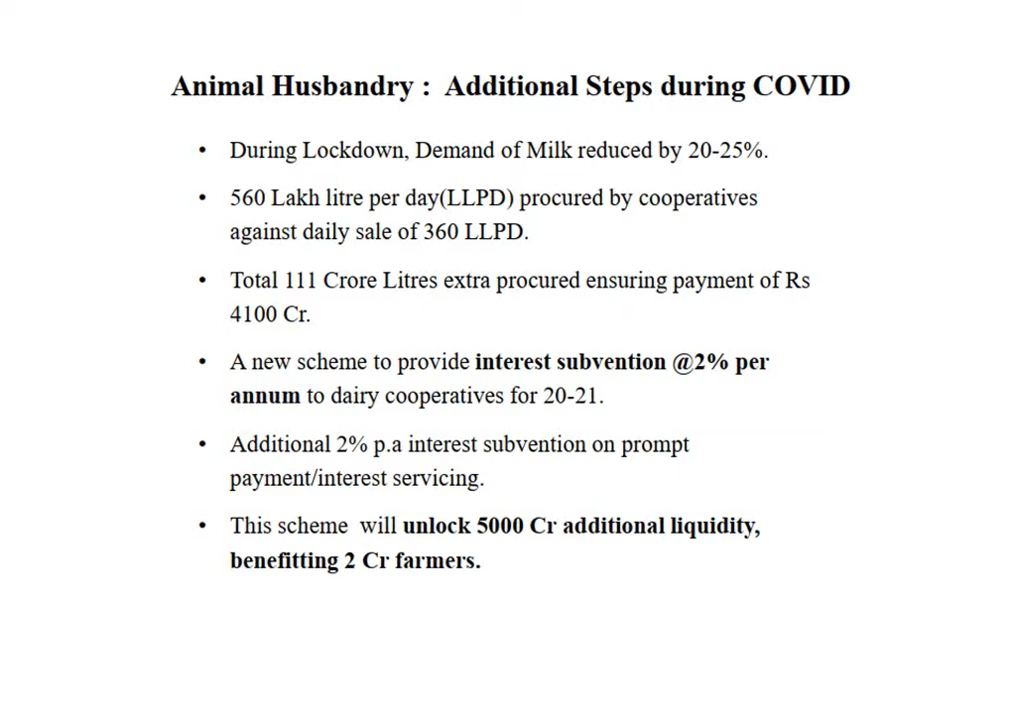 Animal Husbandry :  Additional Steps during COVID
• During Lockdown, Demand of Milk reduced by 20-25%.
• 560 Lakh litre per day(LLPD) procured by cooperatives
against daily sale of 360 LLPD.
• Total 111 Crore Litres extra procured ensuring payment of Rs
4100 Cr.
• A new scheme to provide interest subvention @2% per
annum to dairy cooperatives for 20-21.
• Additional 2% p.a interest subvention on prompt
payment/interest servicing.
• This scheme  will unlock 5000 Cr additional liquidity,
benefitting 2 Cr farmers.